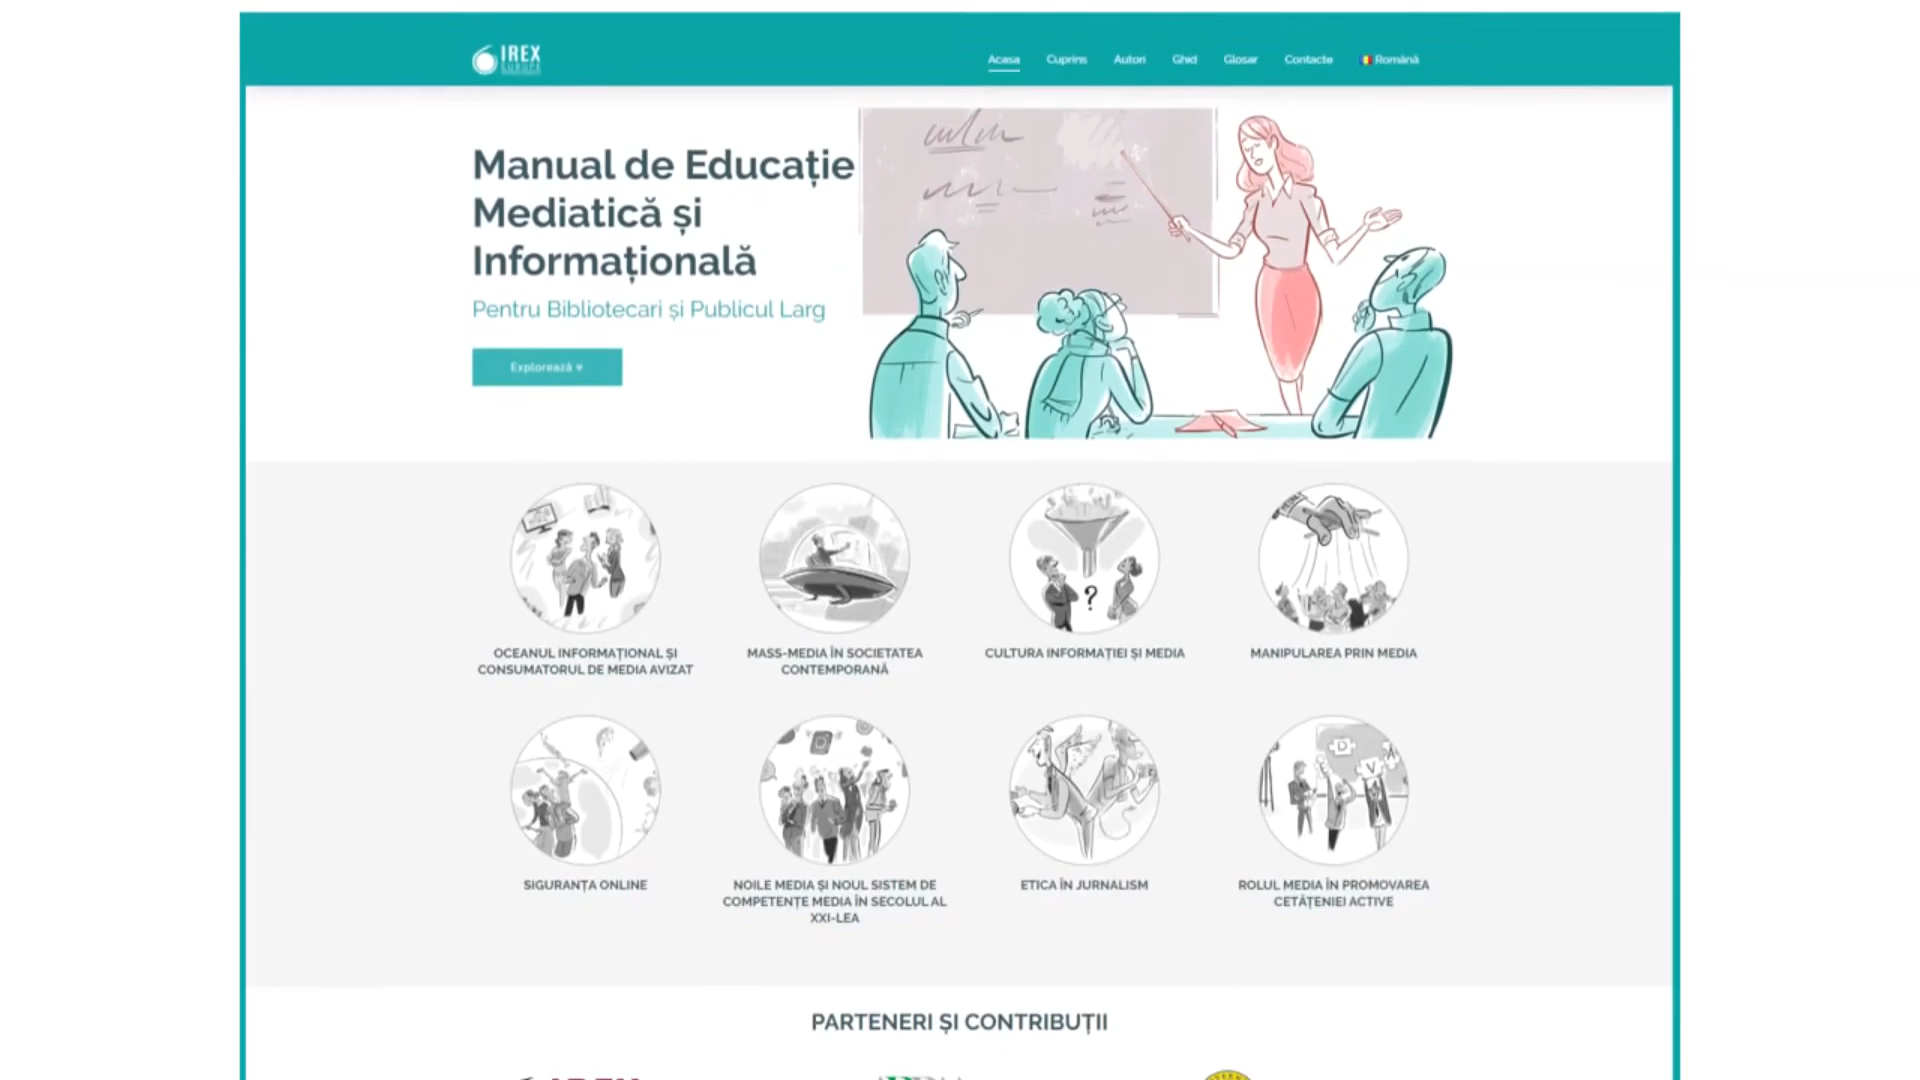 IREX
EUROPE
Acasa Cuprins Autori Ghid Glosar Contacte Română
Manual de Educație
Mediatică și
Informațională
Pentru Bibliotecari și Publicul Larg
Explorează
?
OCEANUL INFORMAȚIONAL ȘI
CONSUMATORUL DE MEDIA AVIZAT
MASS-MEDIA ÎN SOCIETATEA
CONTEMPORANĂ
CULTURA INFORMAȚIEI ȘI MEDIA
MANIPULAREA PRIN MEDIA
D
V
A
SIGURANȚA ONLINE
NOILE MEDIA ȘI NOUL SISTEM DE
COMPETENȚE MEDIA ÎN SECOLUL AL
XXI-LEA
ETICA ÎN JURNALISM
ROLUL MEDIA ÎN PROMOVAREA
CETĂȚENIEI ACTIVE
PARTENERI ȘI CONTRIBUȚII